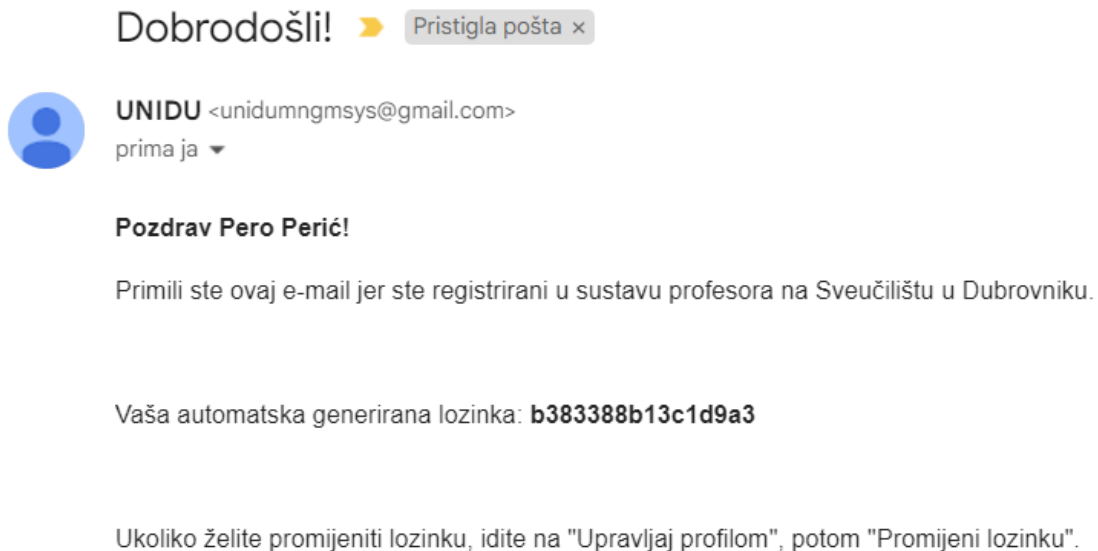 Dobrodošli! Pristigla pošta ×
UNIDU <unidumngmsys@gmail.com>
prima ja
Pozdrav Pero Perić!
Primili ste ovaj e-mail jer ste registrirani u sustavu profesora na Sveučilištu u Dubrovniku.
Vaša automatska generirana lozinka: b383388b13c1d9a3
Ukoliko želite promijeniti lozinku, idite na "Upravljaj profilom", potom "Promijeni lozinku".